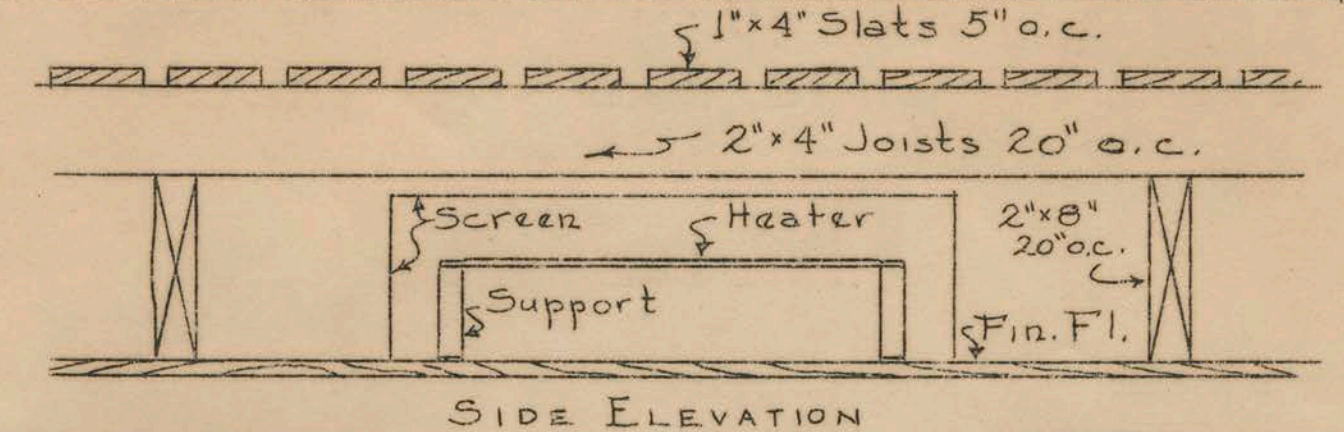 1"×4" Slats 5" o.c.
2"×4" Joists 20" o.c.
Screen
Heater
2"×8"
20" o.c.
Support
Fin. Fl.
SIDE ELEVATION